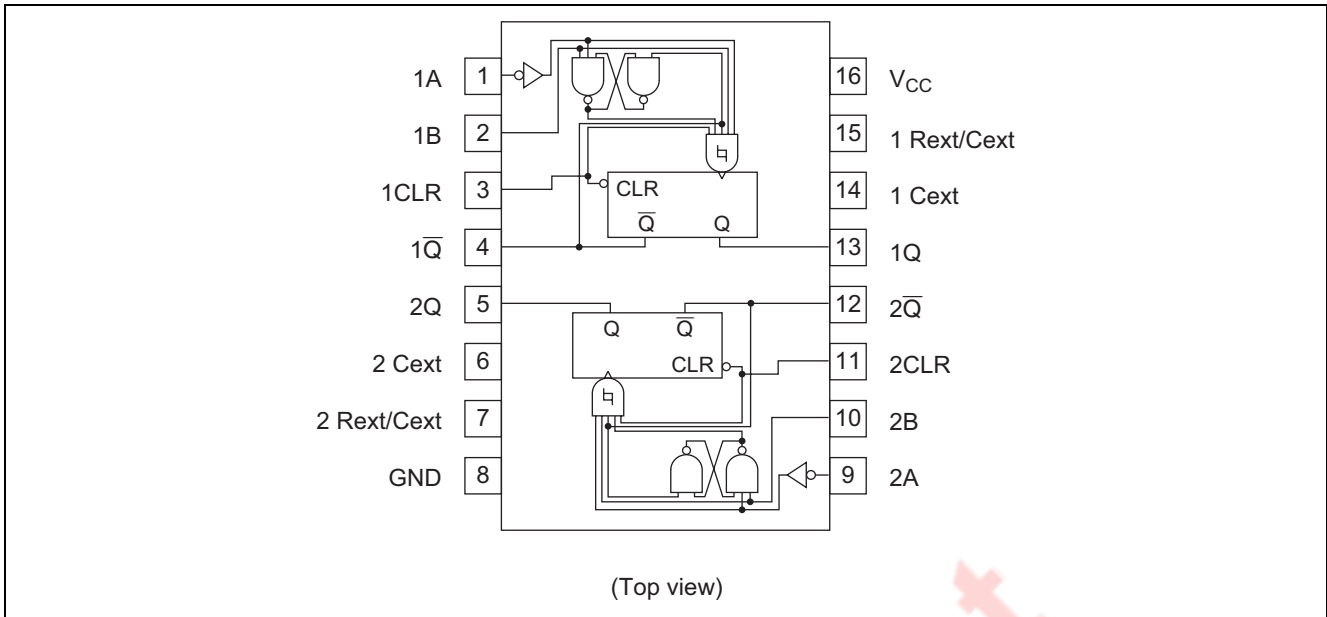 1A 1 16 VCC
1B 2 15 1 Rext/Cext
1CLR 3 CLR 14 1 Cext
Q̅ Q
1Q̅ 4 13 1Q
2Q 5 12 2Q̅
Q Q̅
2 Cext 6 CLR 11 2CLR
2 Rext/Cext 7 10 2B
GND 8 9 2A
(Top view)